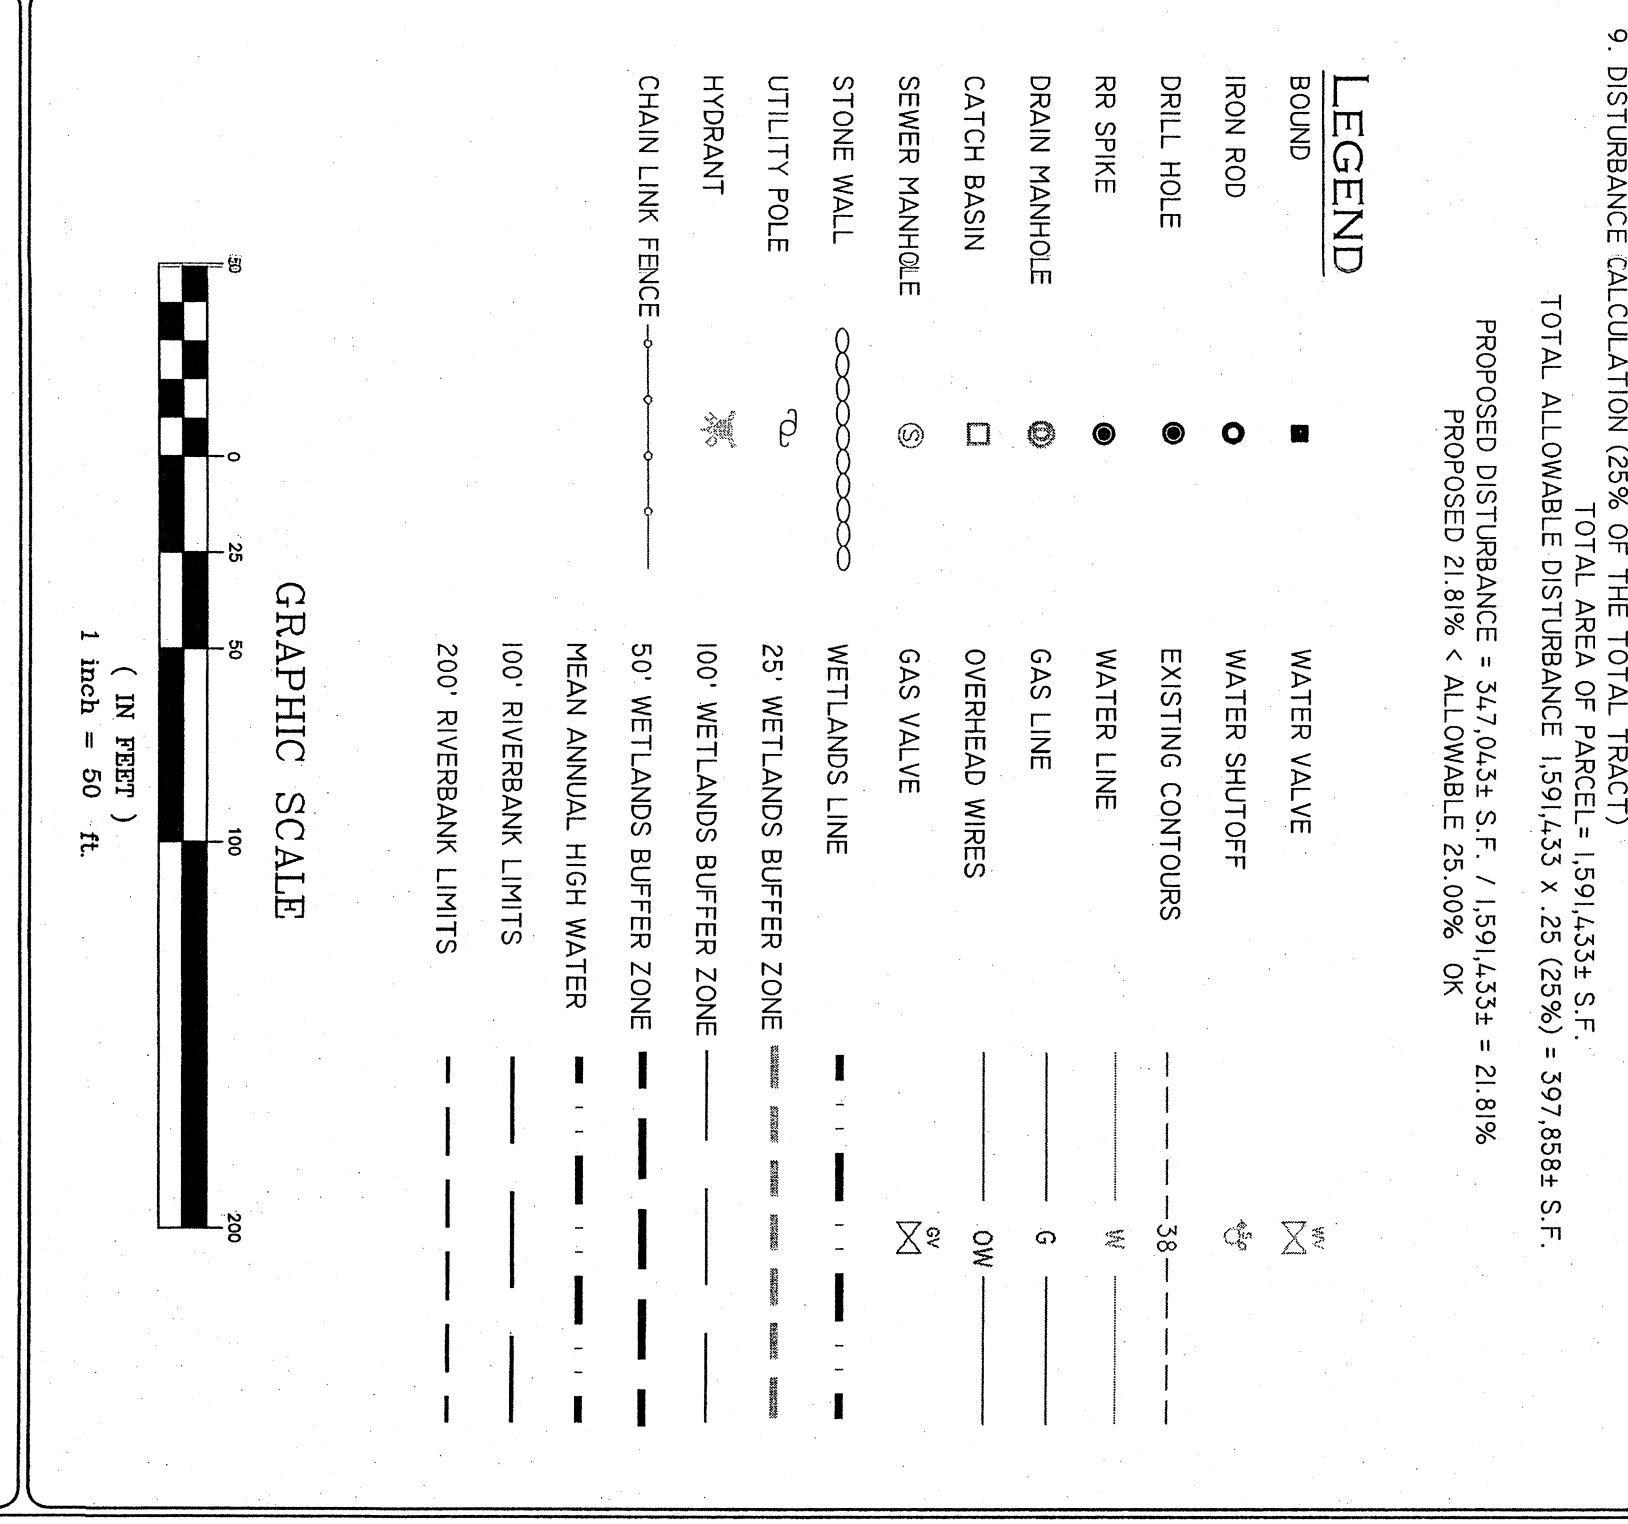 9. DISTURBANCE CALCULATION (25% OF THE TOTAL TRACT)
TOTAL AREA OF PARCEL= 1,591,433± S.F.
TOTAL ALLOWABLE DISTURBANCE 1,591,433 X .25 (25%) = 397,858± S.F.
PROPOSED DISTURBANCE = 347,043± S.F. / 1,591,433± = 21.81%
PROPOSED 21.81% < ALLOWABLE 25.00% OK
LEGEND
BOUND
IRON ROD
DRILL HOLE
RR SPIKE
DRAIN MANHOLE
D
CATCH BASIN
SEWER MANHOLE
S
STONE WALL
UTILITY POLE
HYDRANT
CHAIN LINK FENCE
WATER VALVE
WV
WATER SHUTOFF
EXISTING CONTOURS
38
WATER LINE
W
GAS LINE
G
OVERHEAD WIRES
OW
GAS VALVE
GV
WETLANDS LINE
25' WETLANDS BUFFER ZONE
100' WETLANDS BUFFER ZONE
50' WETLANDS BUFFER ZONE
MEAN ANNUAL HIGH WATER
100' RIVERBANK LIMITS
200' RIVERBANK LIMITS
GRAPHIC SCALE
50 0 25 50 100 200
( IN FEET )
1 inch = 50 ft.